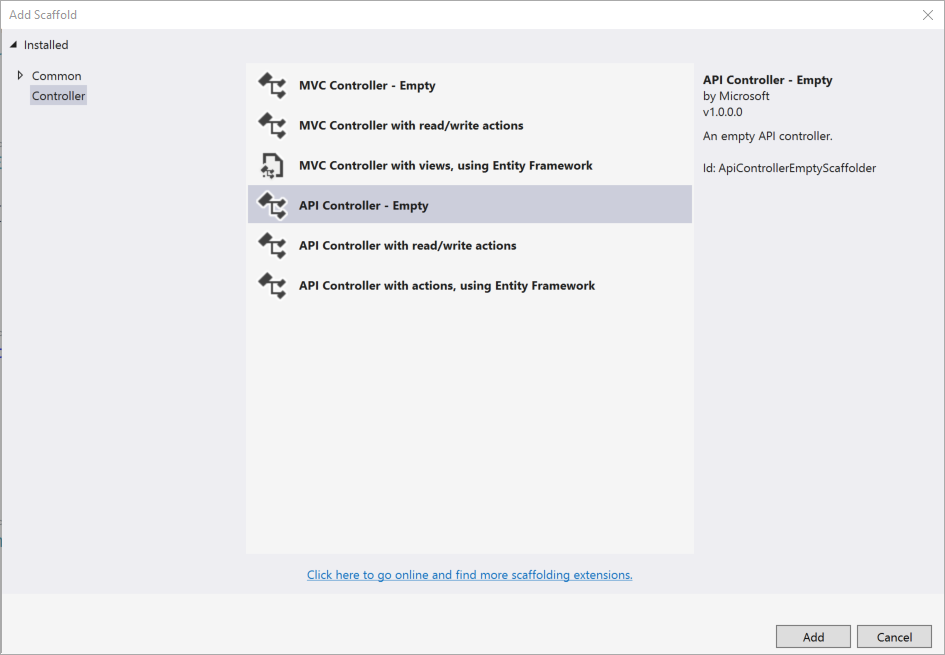 Add Scaffold
Installed
Common
Controller
MVC Controller - Empty
MVC Controller with read/write actions
MVC Controller with views, using Entity Framework
API Controller - Empty
API Controller with read/write actions
API Controller with actions, using Entity Framework
API Controller - Empty
by Microsoft
v1.0.0.0
An empty API controller.
Id: ApiControllerEmptyScaffolder
Click here to go online and find more scaffolding extensions.
Add
Cancel